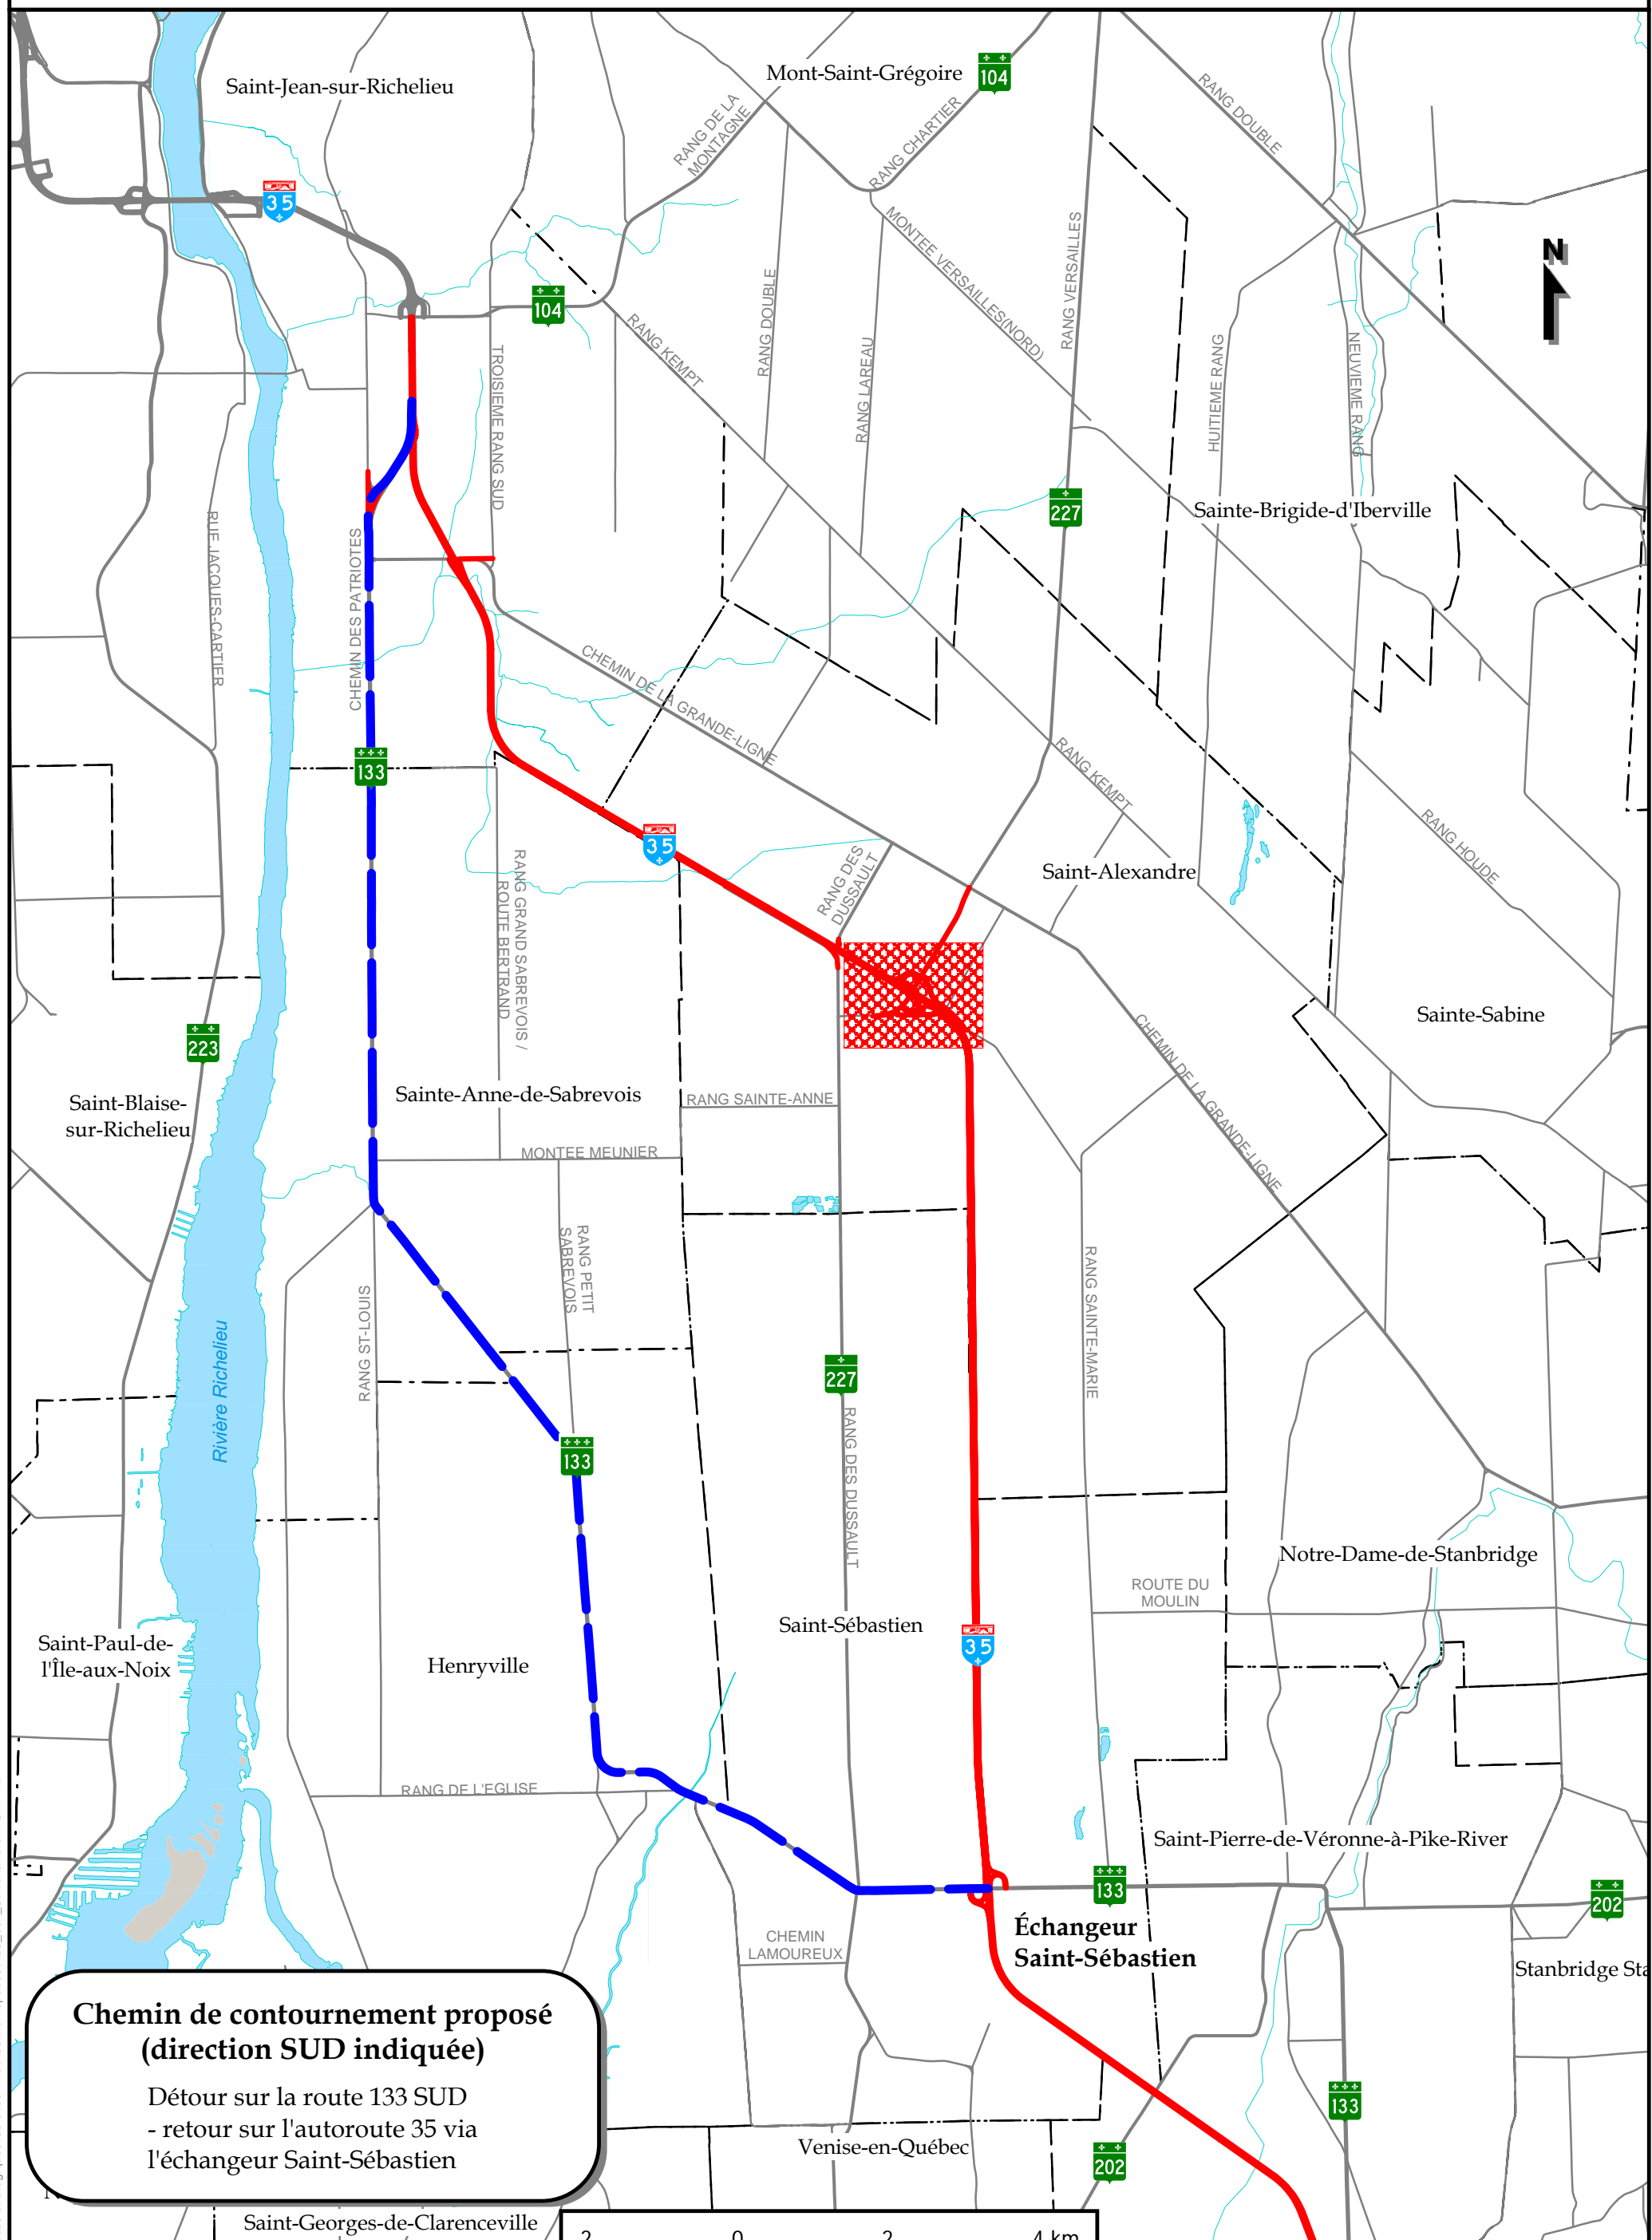 Saint-Jean-sur-Richelieu
Mont-Saint-Grégoire
104
RANG DE LA
MONTAGNE
RANG CHARTIER
RANG DOUBLE
35
N
MONTEE VERSAILLES(NORD)
RANG VERSAILLES
104
RANG KEMPT
RANG DOUBLE
RANG LAREAU
TROISIEME RANG SUD
HUITIEME RANG
NEUVIEME RANG
227
Sainte-Brigide-d'Iberville
RUE JACQUES-CARTIER
CHEMIN DES PATRIOTES
CHEMIN DE LA GRANDE-LIGNE
133
RANG KEMPT
35
RANG HOUDE
Saint-Alexandre
RANG DES
DUSSAULT
RANG GRAND SABREVOIS /
ROUTE BERTRAND
223
Sainte-Sabine
CHEMIN DE LA GRANDE-LIGNE
Saint-Blaise-
sur-Richelieu
Sainte-Anne-de-Sabrevois
RANG SAINTE-ANNE
MONTEE MEUNIER
RANG PETIT
SABREVOIS
RANG ST-LOUIS
Rivière Richelieu
RANG SAINTE-MARIE
227
133
RANG DES DUSSAULT
Notre-Dame-de-Stanbridge
ROUTE DU
MOULIN
Saint-Sébastien
35
Saint-Paul-de-
l'Île-aux-Noix
Henryville
RANG DE L'EGLISE
Saint-Pierre-de-Véronne-à-Pike-River
133
202
Échangeur
Saint-Sébastien
CHEMIN
LAMOUREUX
Stanbridge Sta
Chemin de contournement proposé
(direction SUD indiquée)
Détour sur la route 133 SUD
- retour sur l'autoroute 35 via
l'échangeur Saint-Sébastien
133
Venise-en-Québec
202
Saint-Georges-de-Clarenceville
2 0 2 4 km